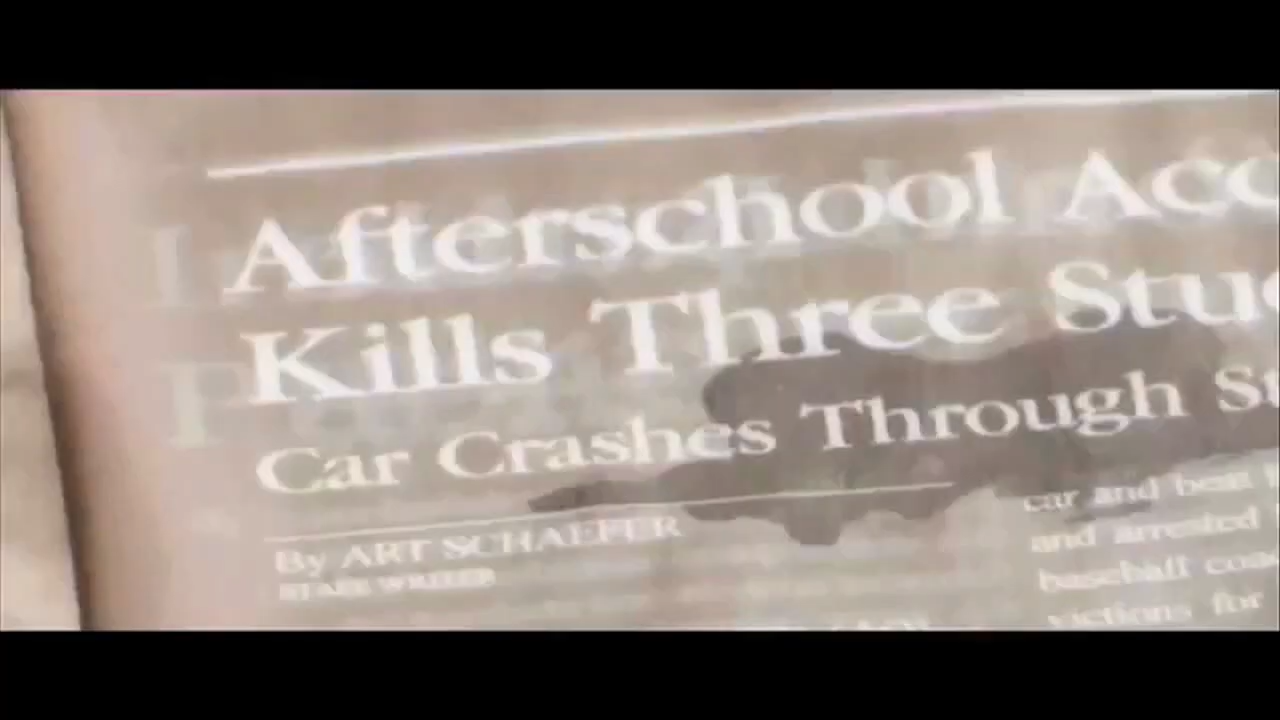 Afterschool Acc
Kills Three Stu
Car Crashes Through St
By ART SCHAEFER
STAFF WRITER
car and beat
and arrested
baseball coa
victions for